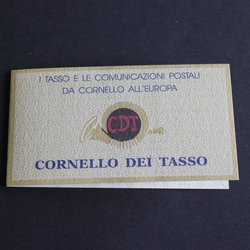 I TASSO E LE COMUNICAZIONI POSTALI
DA CORNELLO ALL'EUROPA
CDT
CORNELLO DEI TASSO